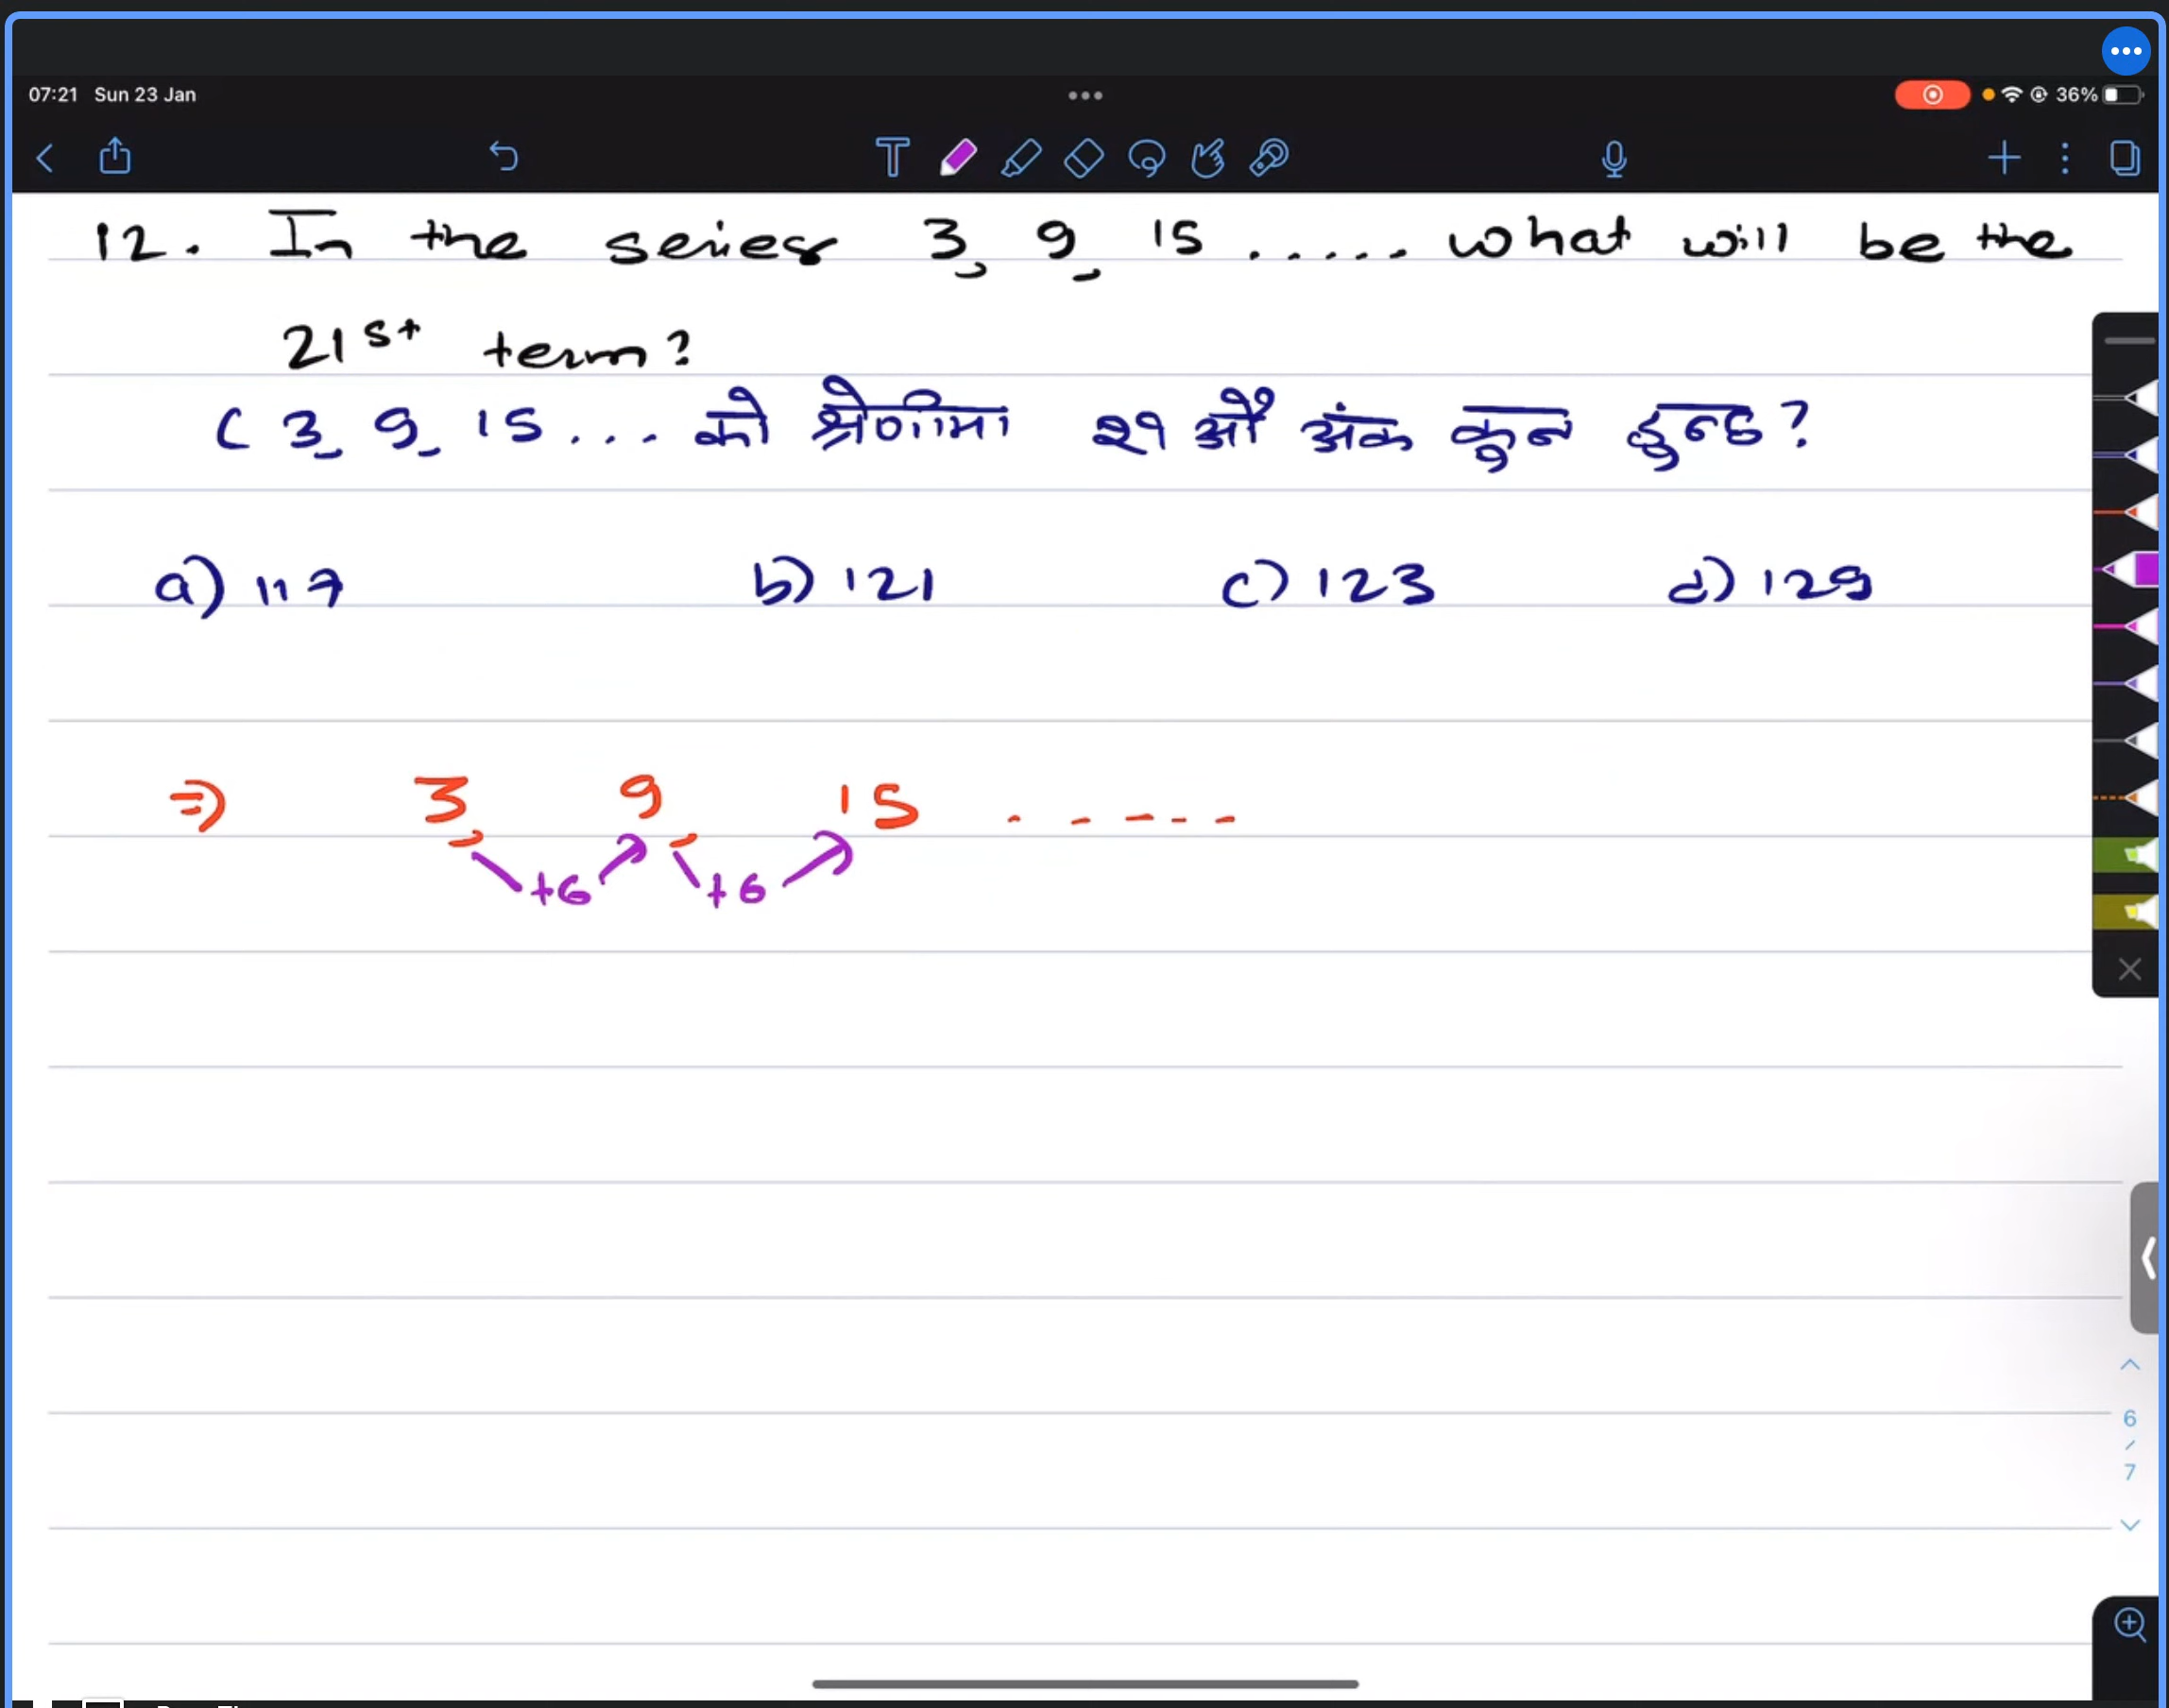 07:21 Sun 23 Jan
36%
12. In the series 3, 9, 15 ..... what will be the
21st term?
( 3, 9, 15 ... को श्रेणीमा २१ औं अंक कुन हुन्छ ?
a) 117 b) 121 c) 123 d) 129
⇒ 3, 9, 15 .....
+6 +6
6
/
7